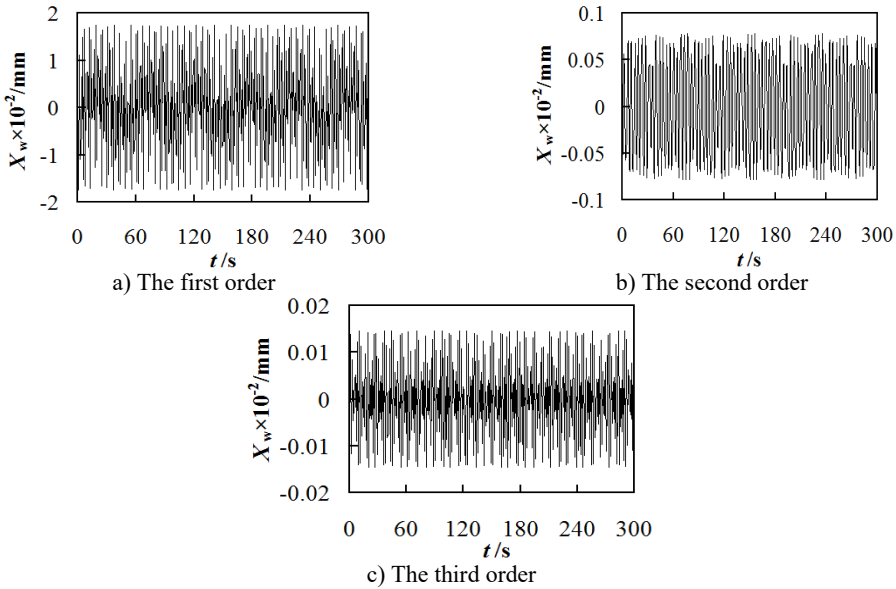 2
1
0
-1
-2
X_w×10^-2/mm
0 60 120 180 240 300
t/s
a) The first order
0.1
0.05
0
-0.05
-0.1
X_w×10^-2/mm
0 60 120 180 240 300
t/s
b) The second order
0.02
0.01
0
-0.01
-0.02
X_w×10^-2/mm
0 60 120 180 240 300
t/s
c) The third order